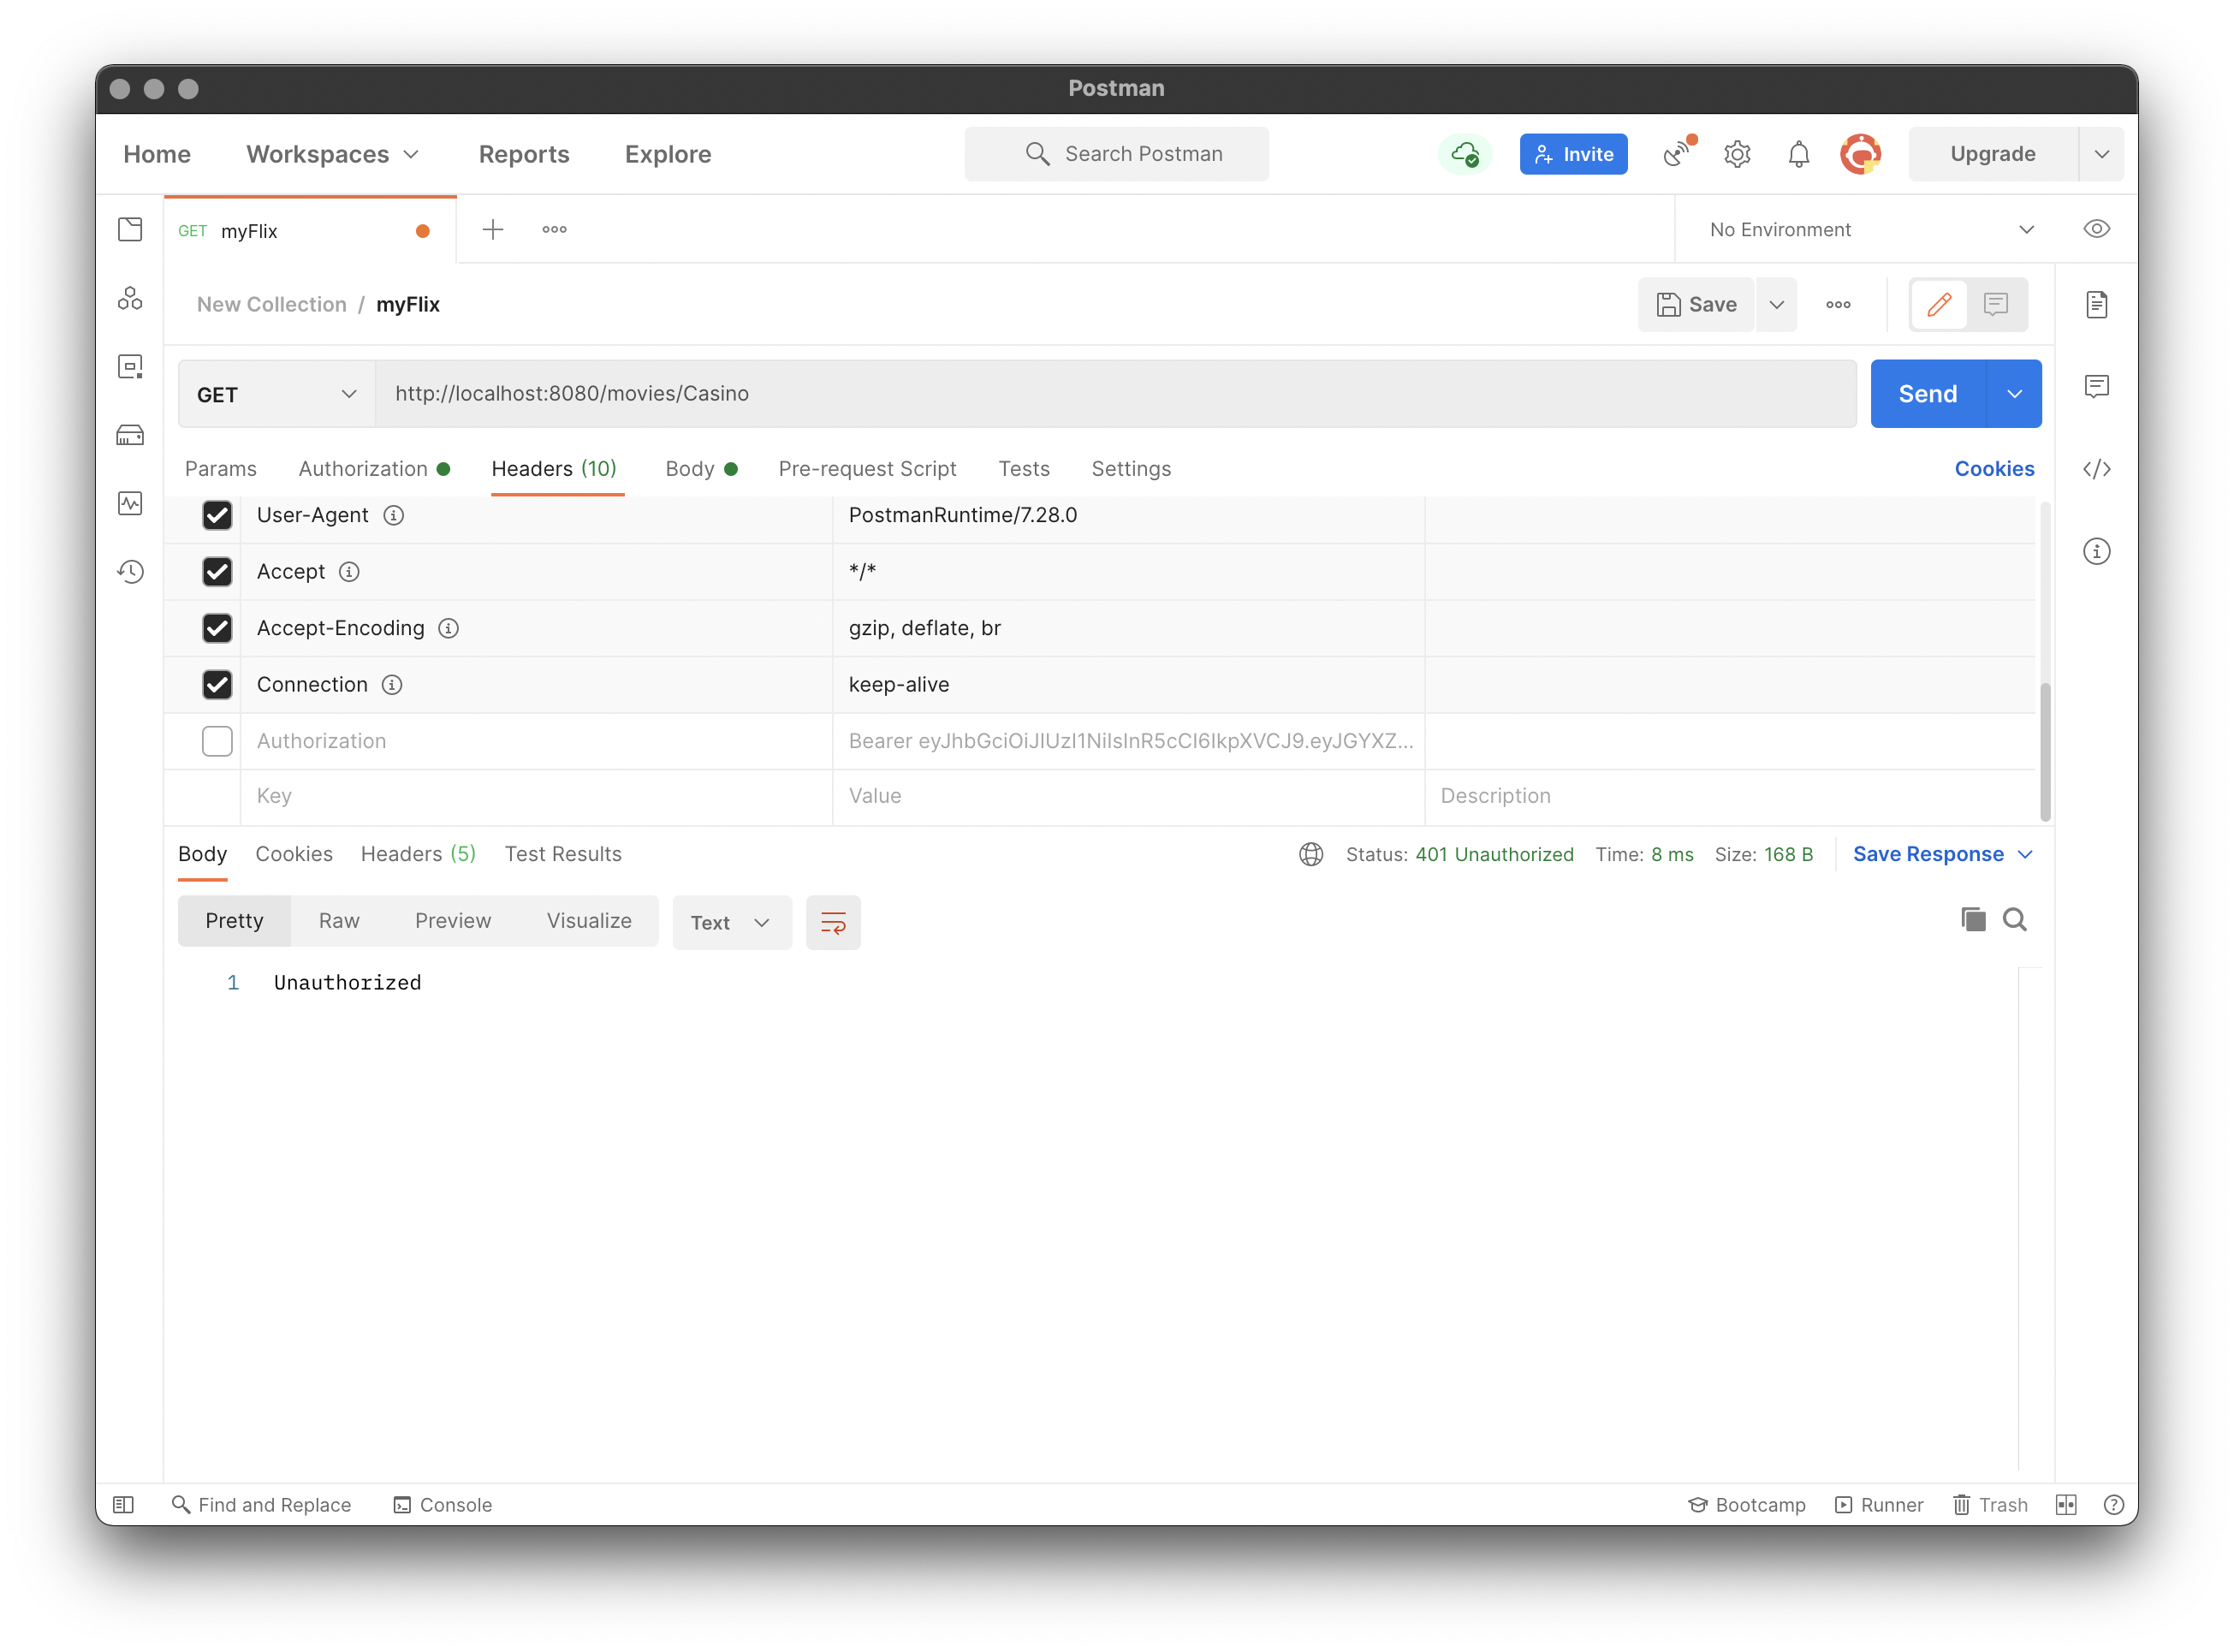 Postman
Home Workspaces Reports Explore Search Postman Invite Upgrade
GET myFlix No Environment
New Collection / myFlix Save
GET http://localhost:8080/movies/Casino Send
Params Authorization Headers (10) Body Pre-request Script Tests Settings Cookies
User-Agent PostmanRuntime/7.28.0
Accept */*
Accept-Encoding gzip, deflate, br
Connection keep-alive
Authorization Bearer eyJhbGciOiJIUzI1NiIsInR5cCI6IkpXVCJ9.eyJGYXZ...
Key Value Description
Body Cookies Headers (5) Test Results Status: 401 Unauthorized Time: 8 ms Size: 168 B Save Response
Pretty Raw Preview Visualize Text
1 Unauthorized
Find and Replace Console Bootcamp Runner Trash